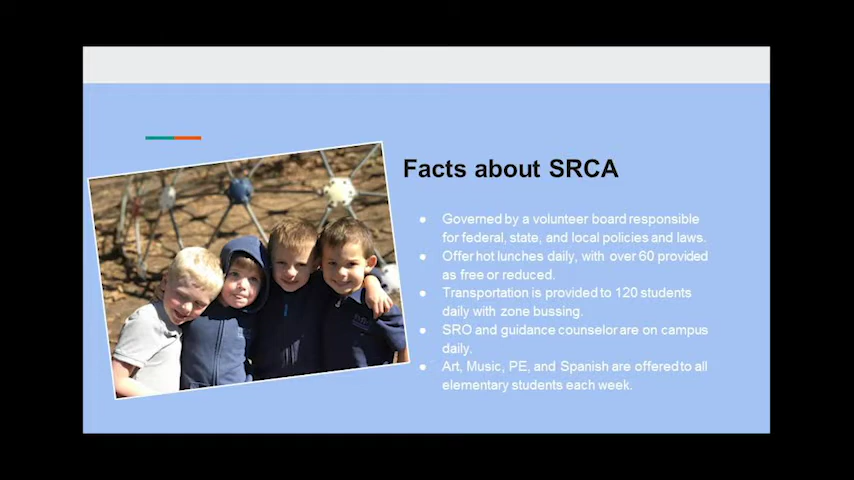 Facts about SRCA
● Governed by a volunteer board responsible
for federal, state, and local policies and laws.
● Offer hot lunches daily, with over 60 provided
as free or reduced.
● Transportation is provided to 120 students
daily with zone bussing.
● SRO and guidance counselor are on campus
daily.
● Art, Music, PE, and Spanish are offered to all
elementary students each week.